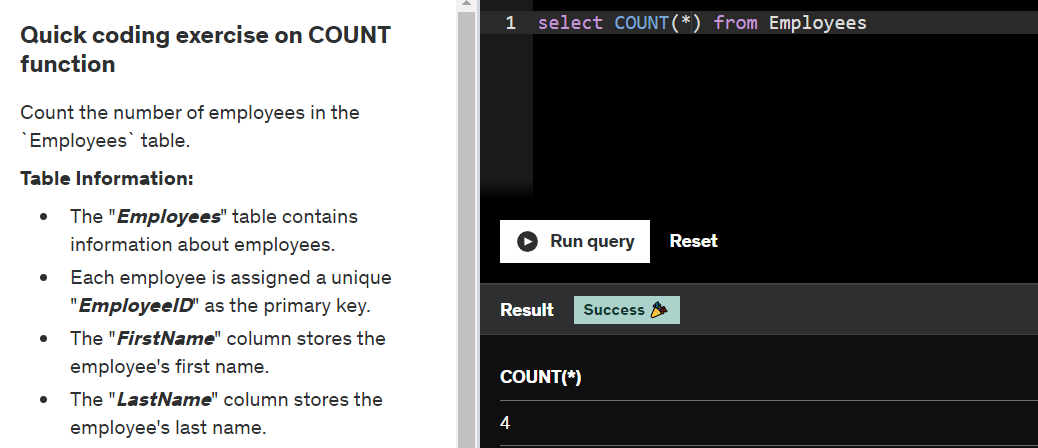 Quick coding exercise on COUNT
function
Count the number of employees in the
`Employees` table.
Table Information:
• The "Employees" table contains
information about employees.
• Each employee is assigned a unique
"EmployeeID" as the primary key.
• The "FirstName" column stores the
employee's first name.
• The "LastName" column stores the
employee's last name.
1 select COUNT(*) from Employees
Run query Reset
Result Success 🎉
COUNT(*)
4